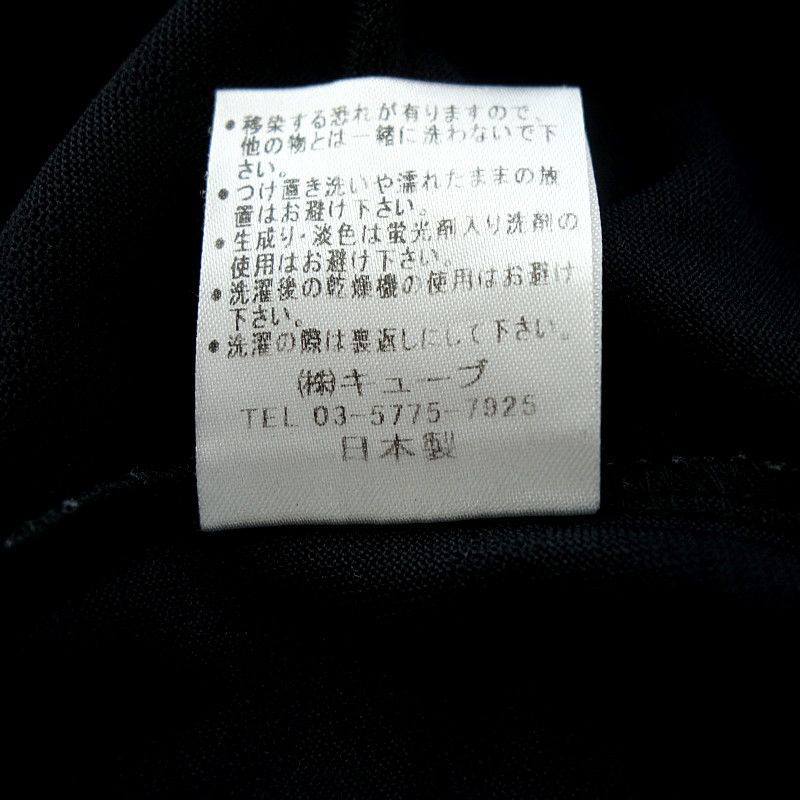 •移染する恐れが有りますので、
他の物とは一緒に洗わないで下
さい。
•つけ置き洗いや濡れたままの放
置はお避け下さい。
•生成り・淡色は蛍光剤入り洗剤の
使用はお避け下さい。
•洗濯後の乾燥機の使用はお避け
下さい。
•洗濯の際は裏返しにして下さい。
㈱キューブ
TEL 03-5775-7925
日本製